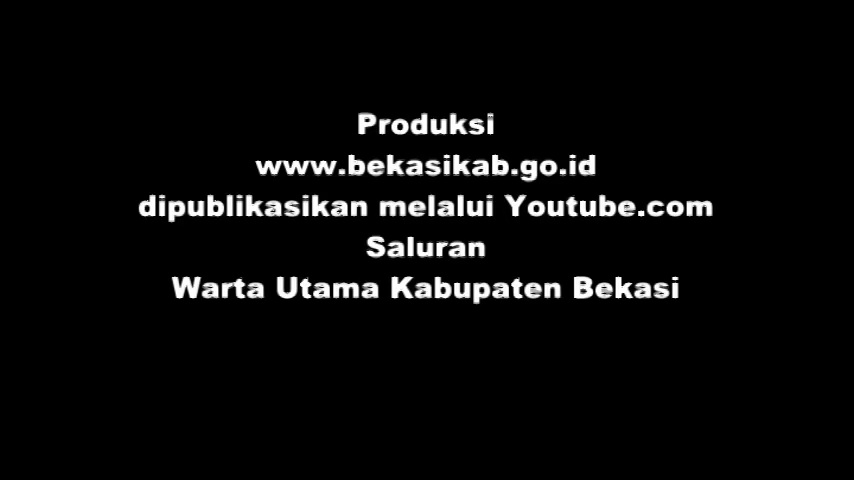 Produksi
www.bekasikab.go.id
dipublikasikan melalui Youtube.com
Saluran
Warta Utama Kabupaten Bekasi